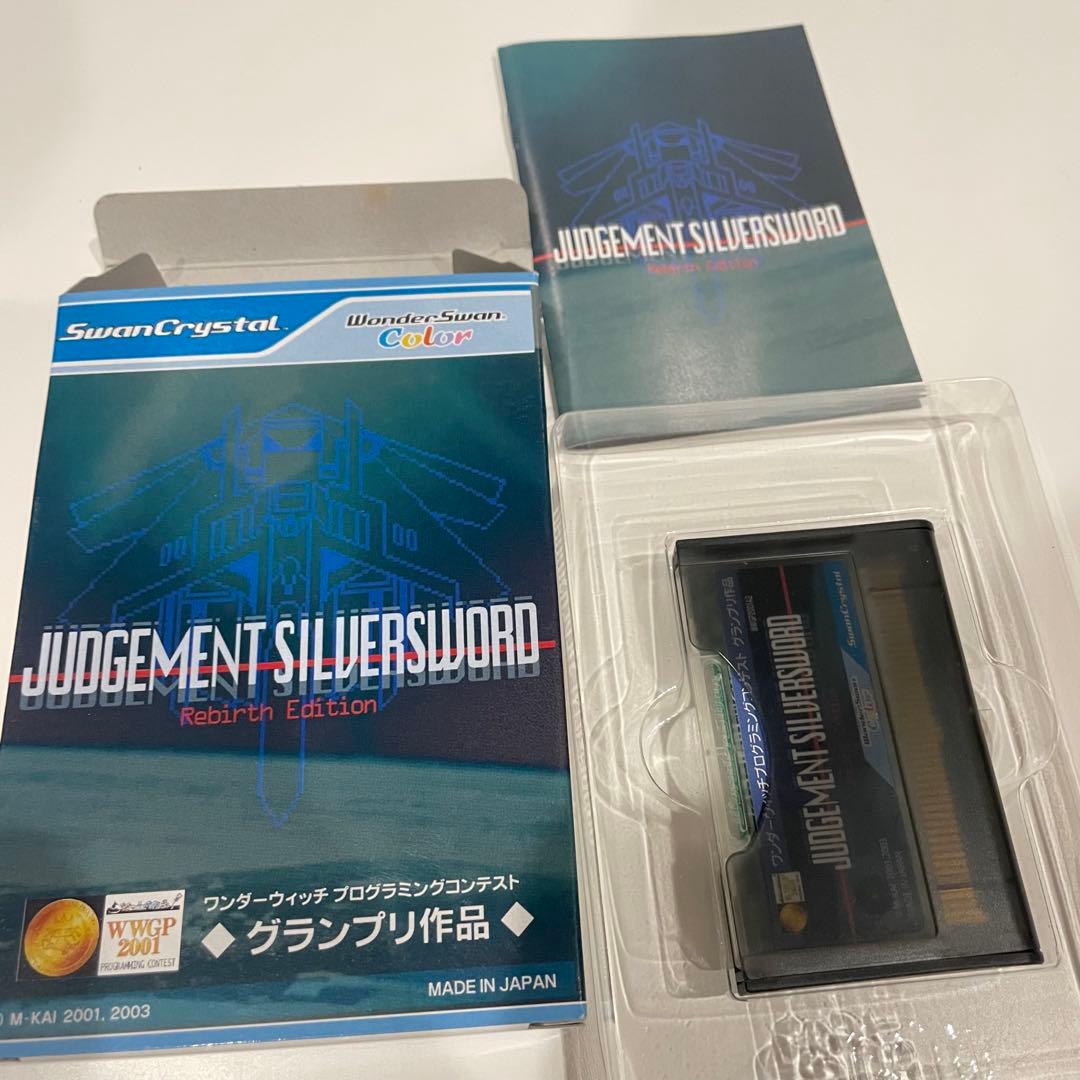 SwanCrystal™
WonderSwan™
Color
JUDGEMENT SILVERSWORD
Rebirth Edition
WWGP
2001
PROGRAMMING CONTEST
ワンダーウィッチ プログラミングコンテスト
◆ グランプリ作品 ◆
MADE IN JAPAN
M-KAI 2001, 2003
JUDGEMENT SILVERSWORD
Rebirth Edition
SwanCrystal
WonderSwan
Color
JUDGEMENT SILVERSWORD
ワンダーウィッチプログラミングコンテスト グランプリ作品